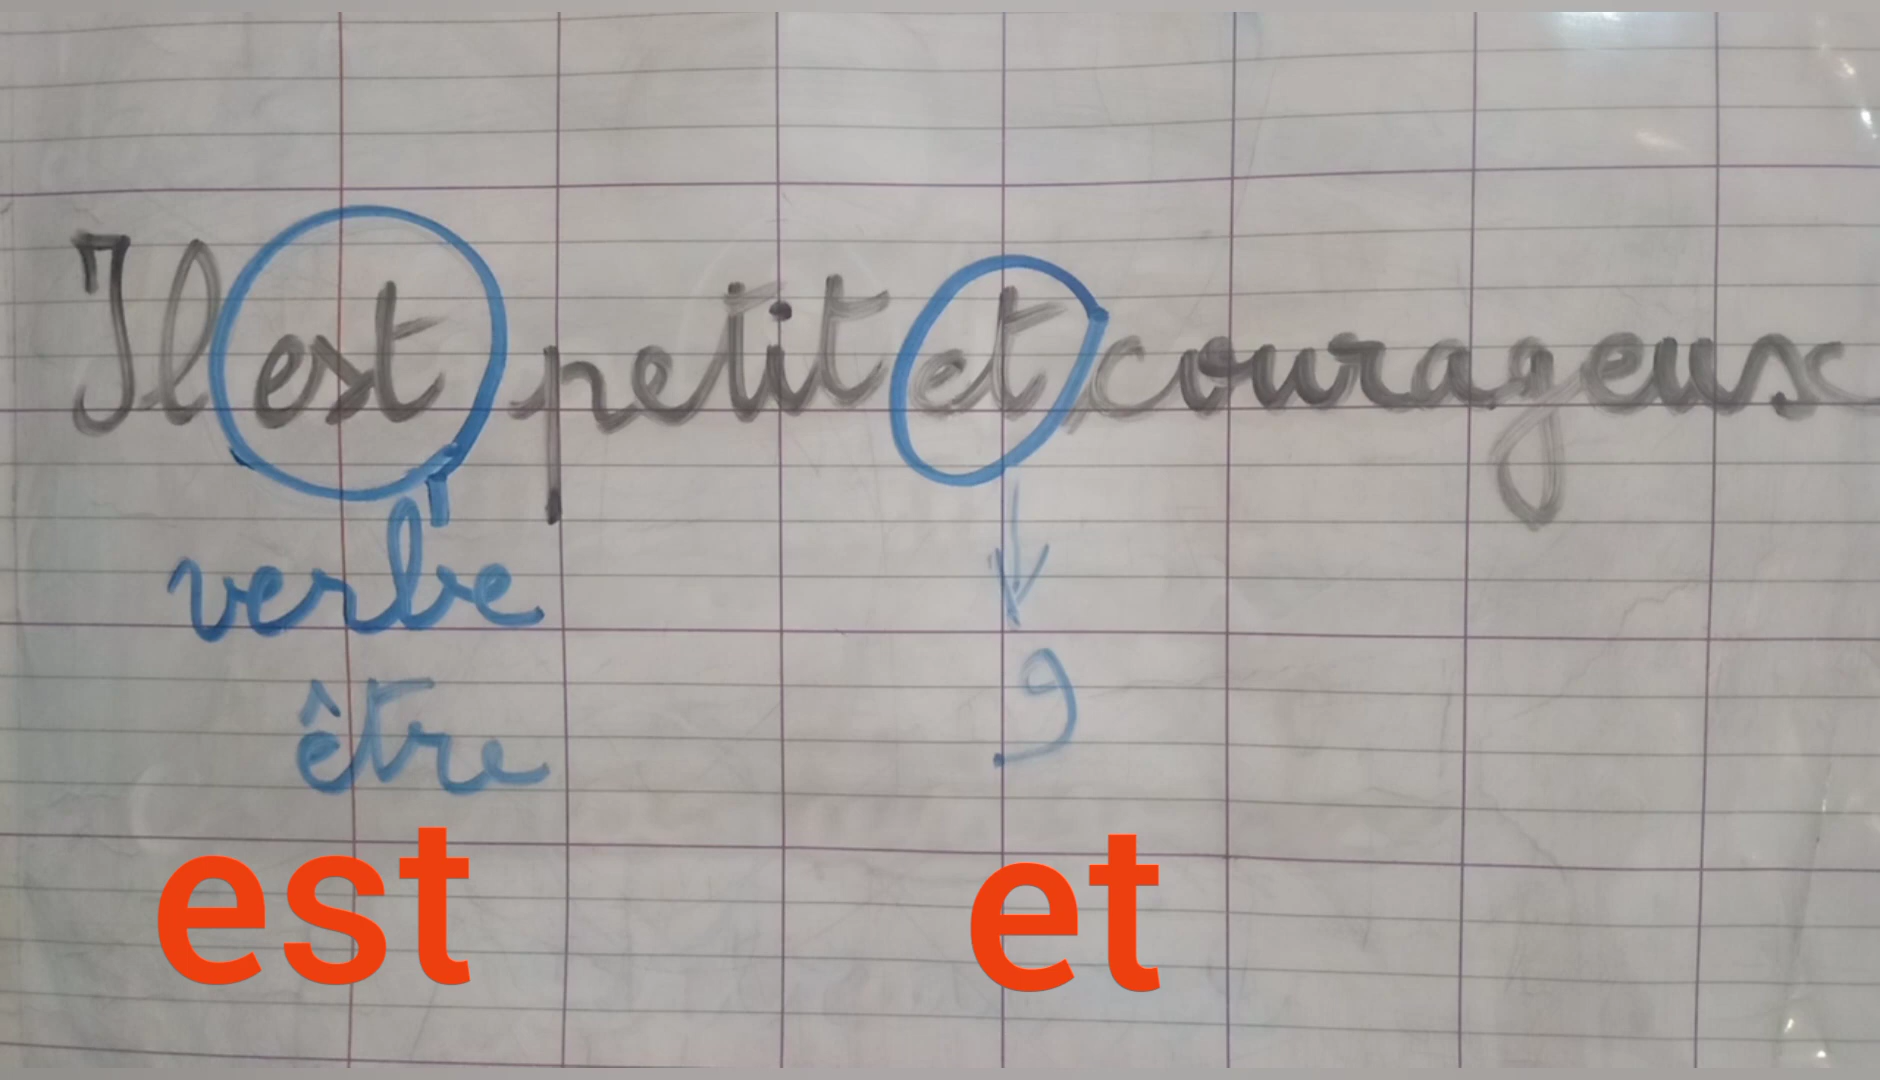 Il est petit et courageux
verbe
être
و
est et